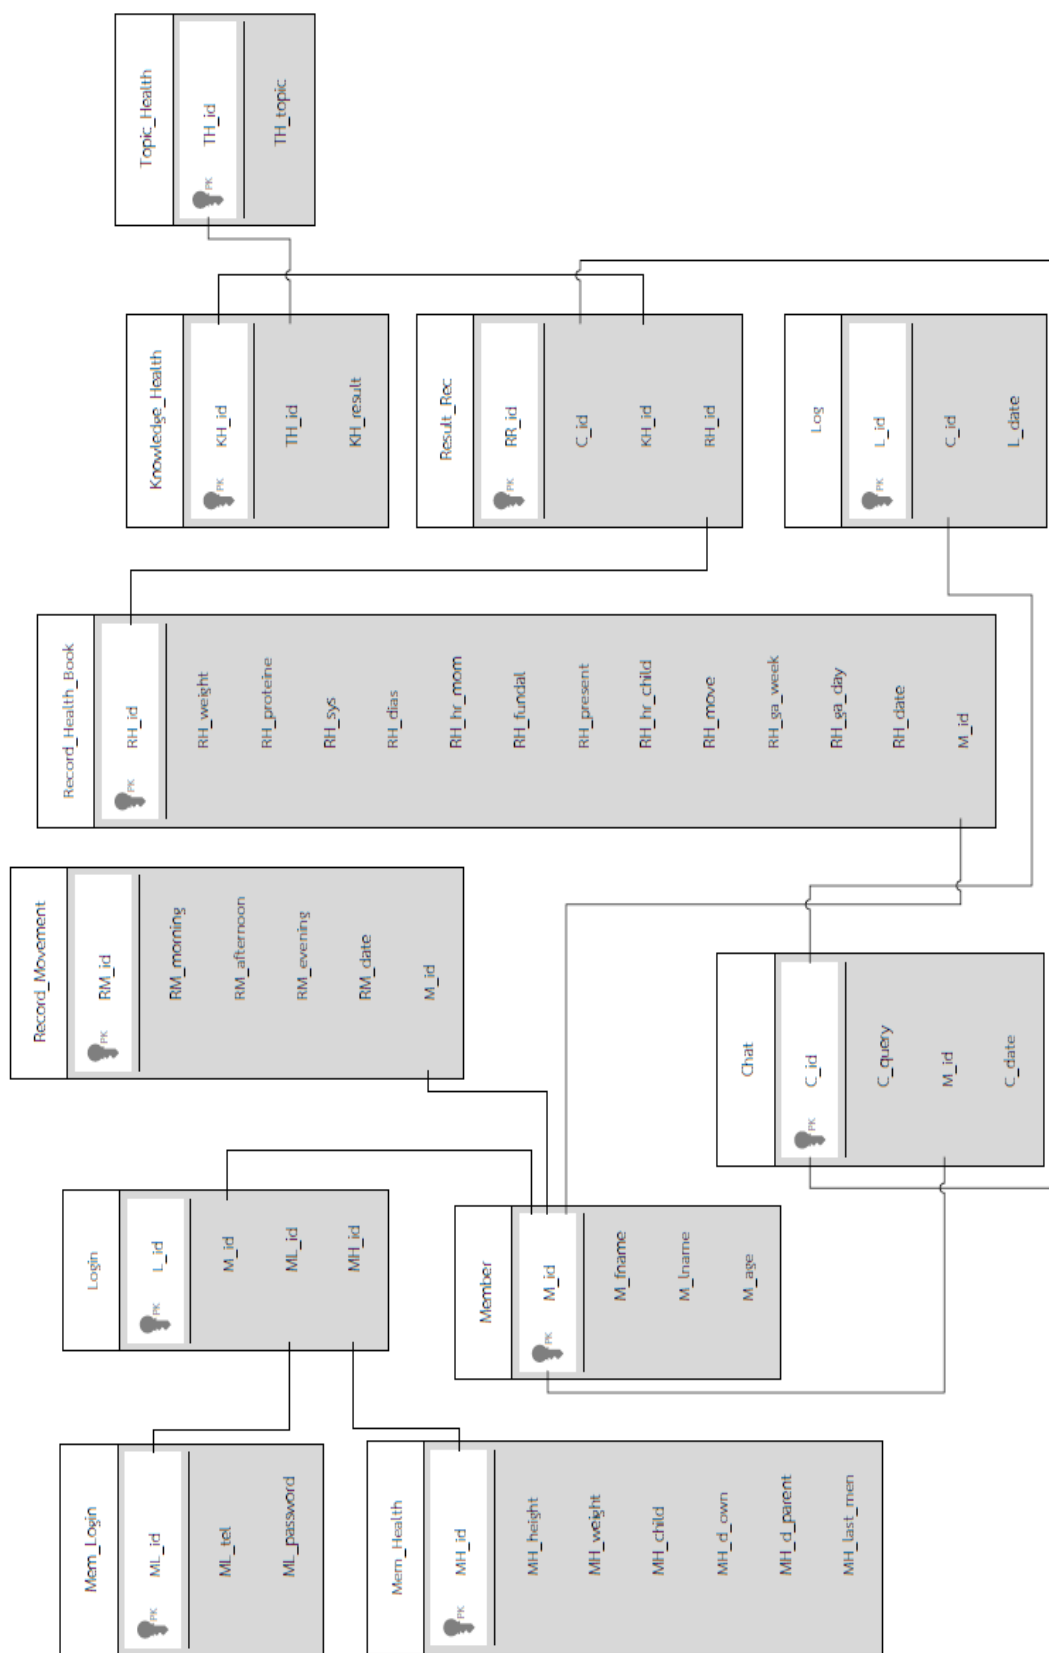 Mem_Login
PK ML_id
ML_tel
ML_password
Mem_Health
PK MH_id
MH_height
MH_weight
MH_child
MH_d_own
MH_d_parent
MH_last_men
Login
PK L_id
M_id
ML_id
MH_id
Member
PK M_id
M_fname
M_lname
M_age
Record_Movement
PK RM_id
RM_morning
RM_afternoon
RM_evening
RM_date
M_id
Chat
PK C_id
C_query
M_id
C_date
Record_Health_Book
PK RH_id
RH_weight
RH_proteine
RH_sys
RH_dias
RH_hr_mom
RH_fundal
RH_present
RH_hr_child
RH_move
RH_ga_week
RH_ga_day
RH_date
M_id
Knowledge_Health
PK KH_id
TH_id
KH_result
Result_Rec
PK RR_id
C_id
KH_id
RH_id
Log
PK L_id
C_id
L_date
Topic_Health
PK TH_id
TH_topic